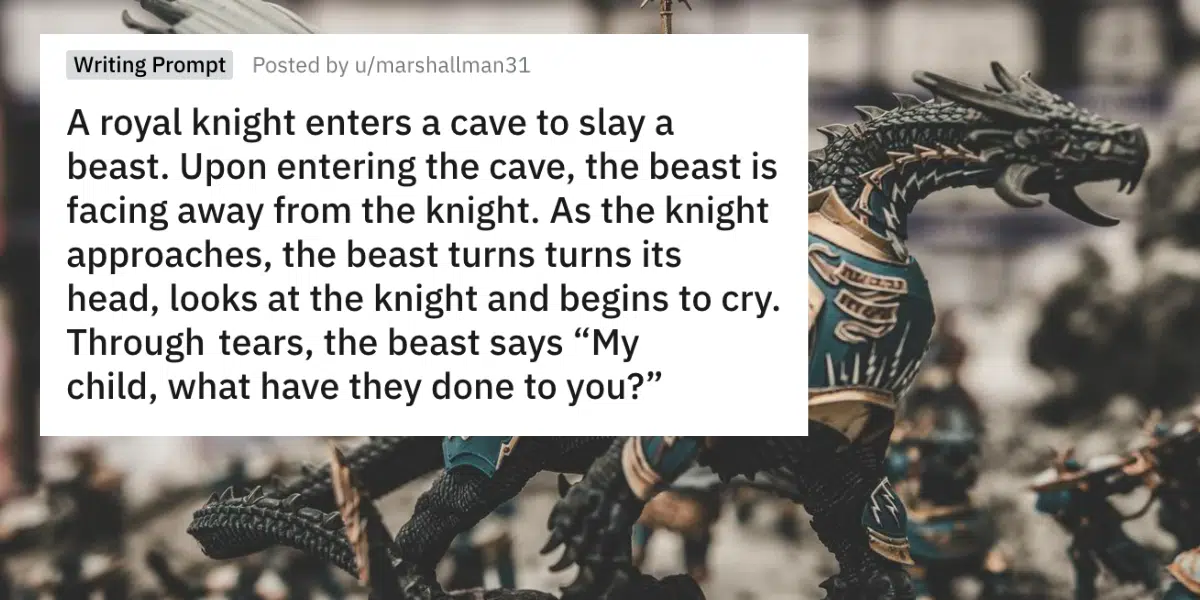 Writing Prompt Posted by u/marshallman31
A royal knight enters a cave to slay a
beast. Upon entering the cave, the beast is
facing away from the knight. As the knight
approaches, the beast turns turns its
head, looks at the knight and begins to cry.
Through tears, the beast says “My
child, what have they done to you?”